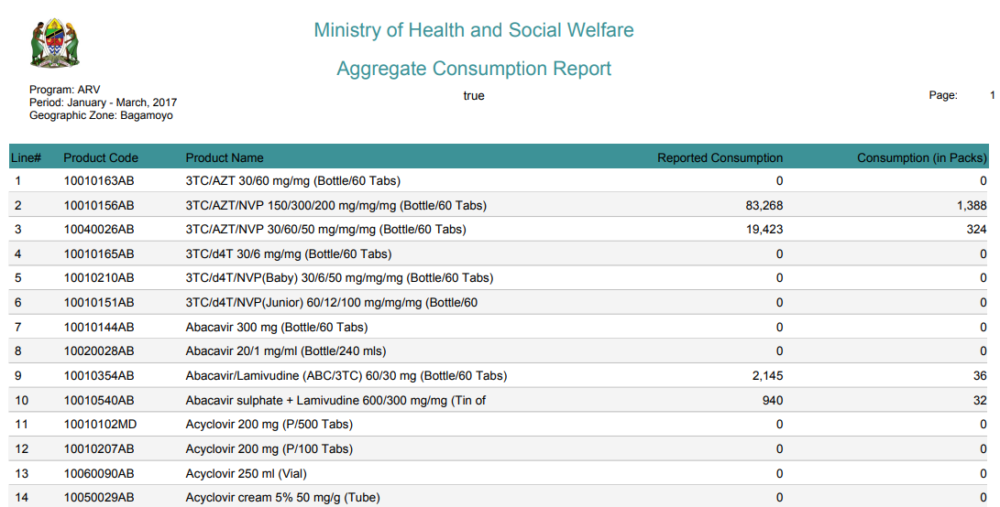 Ministry of Health and Social Welfare
Aggregate Consumption Report
Program: ARV
true
Page: 1
Period: January - March, 2017
Geographic Zone: Bagamoyo
Line# Product Code Product Name Reported Consumption Consumption (in Packs)
1 10010163AB 3TC/AZT 30/60 mg/mg (Bottle/60 Tabs) 0 0
2 10010156AB 3TC/AZT/NVP 150/300/200 mg/mg/mg (Bottle/60 Tabs) 83,268 1,388
3 10040026AB 3TC/AZT/NVP 30/60/50 mg/mg/mg (Bottle/60 Tabs) 19,423 324
4 10010165AB 3TC/d4T 30/6 mg/mg (Bottle/60 Tabs) 0 0
5 10010210AB 3TC/d4T/NVP(Baby) 30/6/50 mg/mg/mg (Bottle/60 Tabs) 0 0
6 10010151AB 3TC/d4T/NVP(Junior) 60/12/100 mg/mg/mg (Bottle/60 0 0
7 10010144AB Abacavir 300 mg (Bottle/60 Tabs) 0 0
8 10020028AB Abacavir 20/1 mg/ml (Bottle/240 mls) 0 0
9 10010354AB Abacavir/Lamivudine (ABC/3TC) 60/30 mg (Bottle/60 Tabs) 2,145 36
10 10010540AB Abacavir sulphate + Lamivudine 600/300 mg/mg (Tin of 940 32
11 10010102MD Acyclovir 200 mg (P/500 Tabs) 0 0
12 10010207AB Acyclovir 200 mg (P/100 Tabs) 0 0
13 10060090AB Acyclovir 250 ml (Vial) 0 0
14 10050029AB Acyclovir cream 5% 50 mg/g (Tube) 0 0